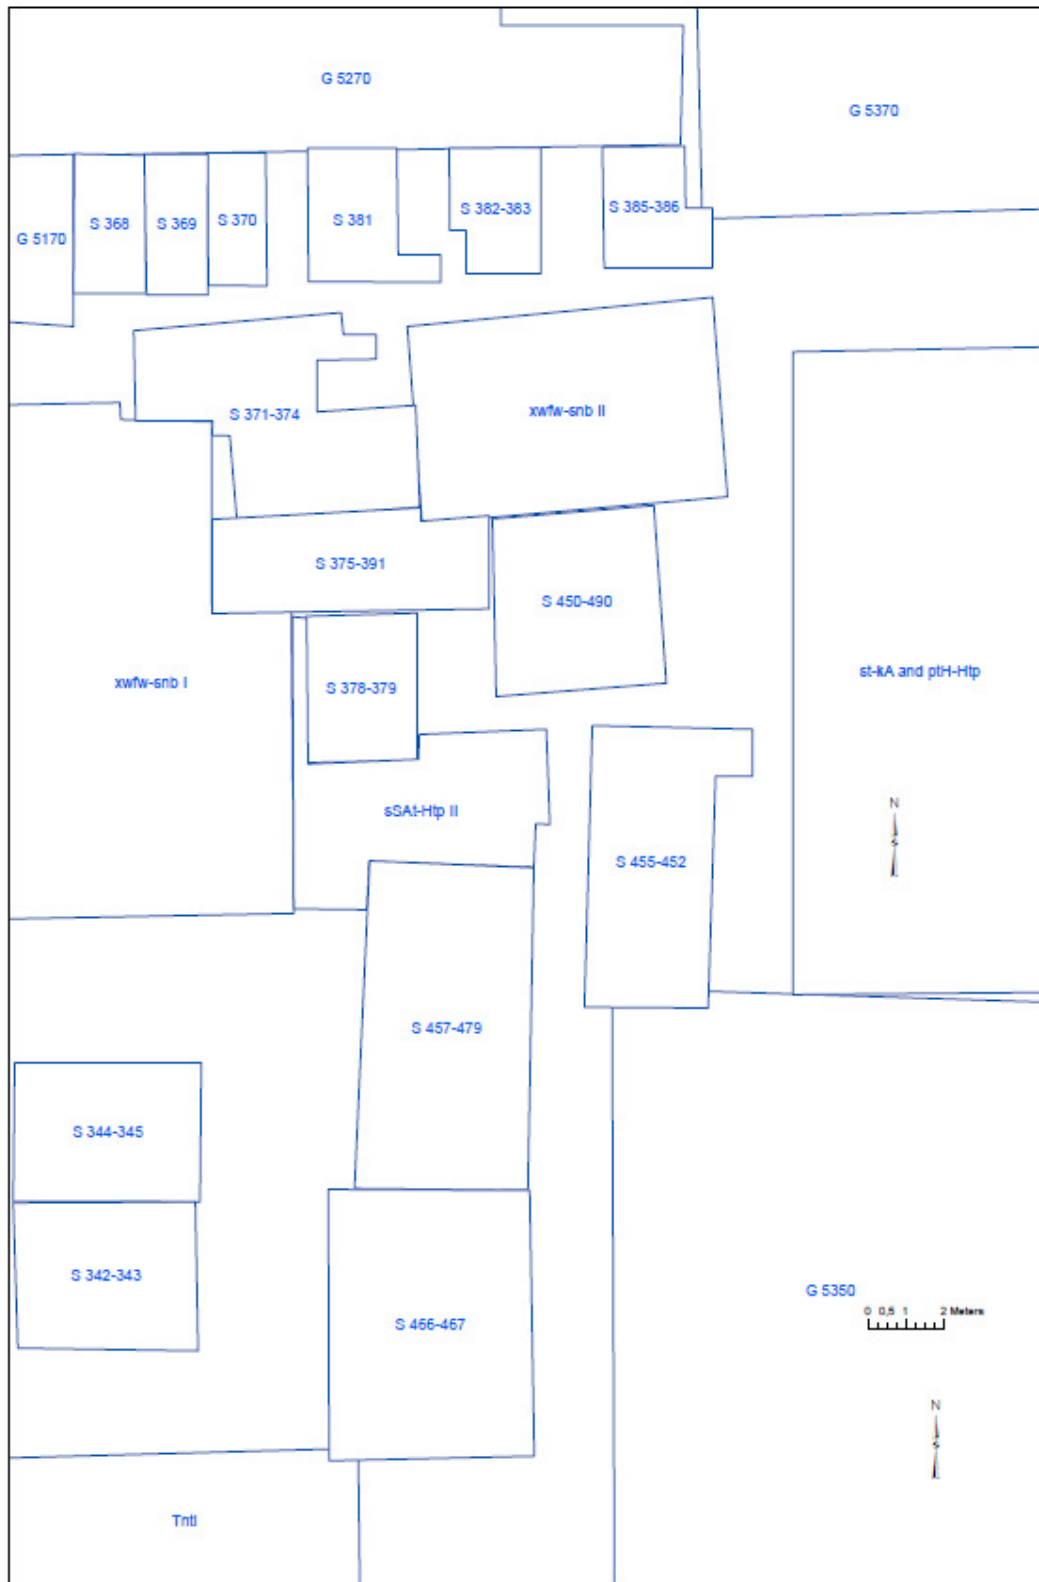 G 5270
G 5370
S 368
S 369
S 370
S 381
S 382-383
S 385-386
G 5170
S 371-374
xwfw-snb II
S 375-391
S 450-490
xwfw-snb I
S 378-379
st-kA and ptH-Htp
N
S
sSAt-Htp II
S 455-452
S 457-479
S 344-345
S 342-343
G 5350
0 0,5 1 2 Meters
S 466-467
N
S
TntI